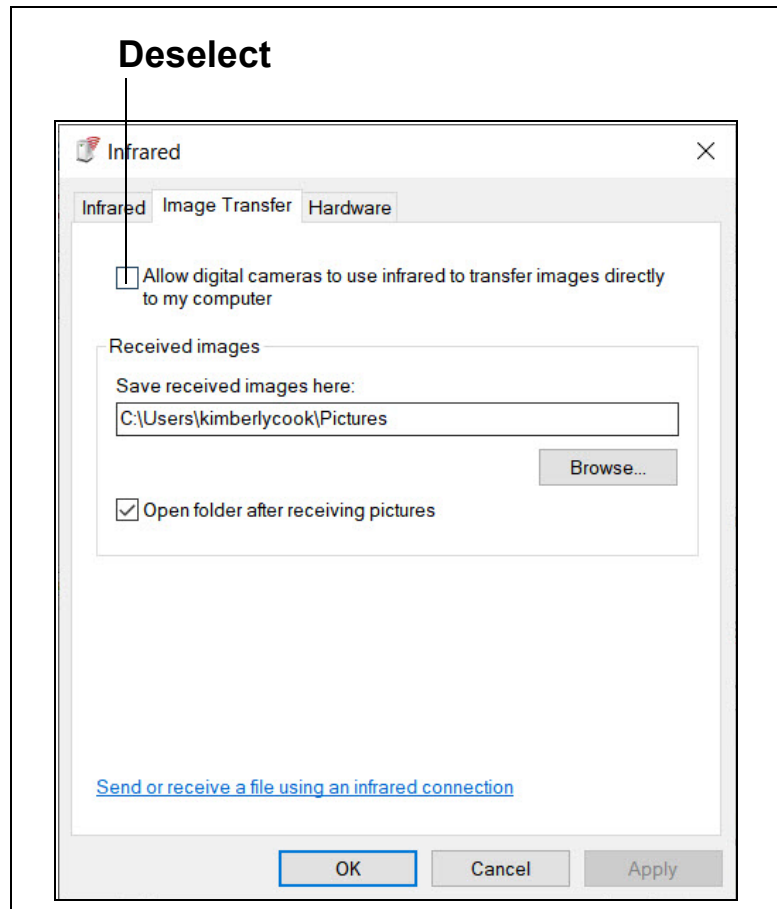 Deselect
Infrared
Infrared Image Transfer Hardware
Allow digital cameras to use infrared to transfer images directly
to my computer
Received images
Save received images here:
C:\Users\kimberlycook\Pictures
Browse...
Open folder after receiving pictures
Send or receive a file using an infrared connection
OK Cancel Apply